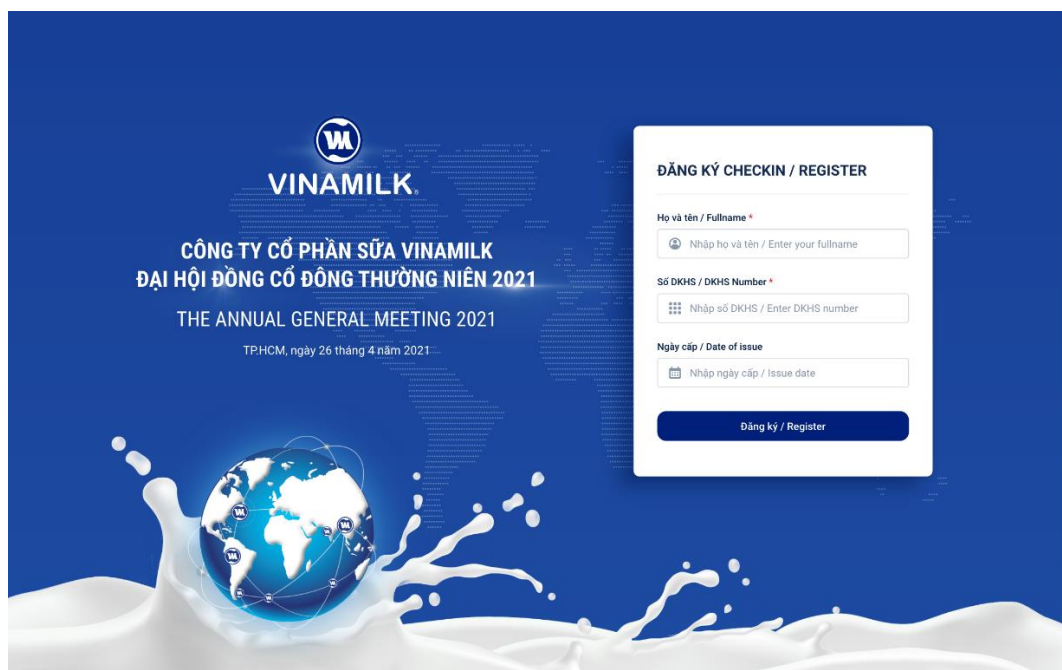 VINAMILK
CÔNG TY CỔ PHẦN SỮA VINAMILK
ĐẠI HỘI ĐỒNG CỔ ĐÔNG THƯỜNG NIÊN 2021
THE ANNUAL GENERAL MEETING 2021
TP.HCM, ngày 26 tháng 4 năm 2021
ĐĂNG KÝ CHECKIN / REGISTER
Họ và tên / Fullname *
Nhập họ và tên / Enter your fullname
Số DKHS / DKHS Number *
Nhập số DKHS / Enter DKHS number
Ngày cấp / Date of issue
Nhập ngày cấp / Issue date
Đăng ký / Register